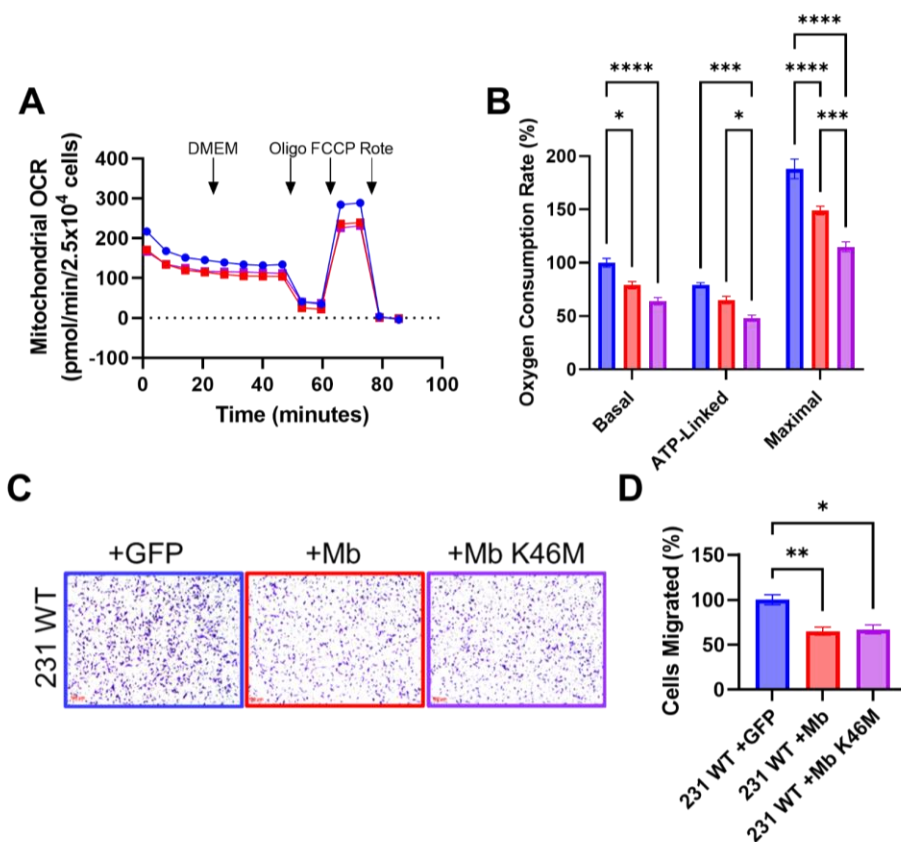 A
DMEM
Oligo FCCP Rote
Mitochondrial OCR
(pmol/min/2.5x10⁴ cells)
400
300
200
100
0
-100
0
20
40
60
80
100
Time (minutes)
B
****
****
***
****
*
*
***
Oxygen Consumption Rate (%)
200
150
100
50
0
Basal
ATP-Linked
Maximal
C
+GFP
+Mb
+Mb K46M
231 WT
D
*
**
Cells Migrated (%)
150
100
50
0
231 WT +GFP
231 WT +Mb
231 WT +Mb K46M